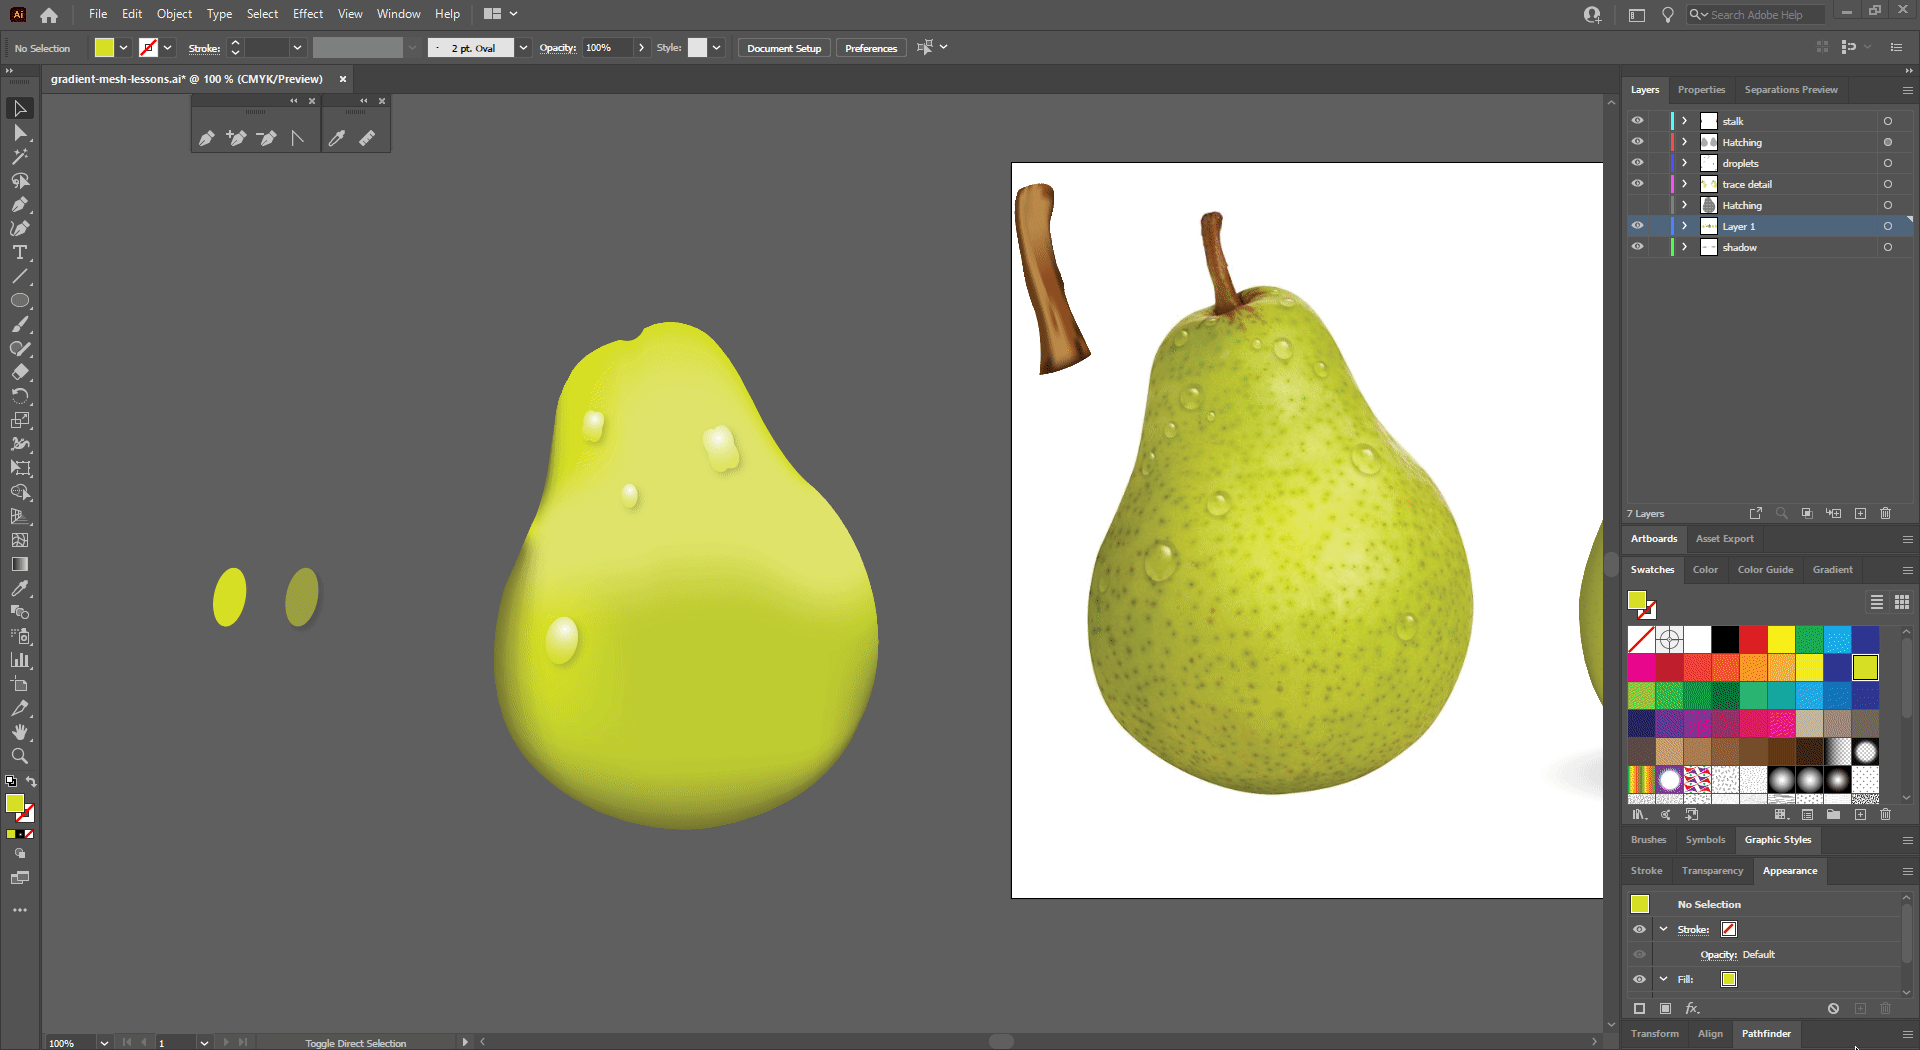 Ai File Edit Object Type Select Effect View Window Help Search Adobe Help
No Selection Stroke: 2 pt. Oval Opacity: 100% Style: Document Setup Preferences
gradient-mesh-lessons.ai* @ 100 % (CMYK/Preview)
Layers Properties Separations Preview
stalk
Hatching
droplets
trace detail
Hatching
Layer 1
shadow
7 Layers
Artboards Asset Export
Swatches Color Color Guide Gradient
Brushes Symbols Graphic Styles
Stroke Transparency Appearance
No Selection
Stroke:
Opacity: Default
Fill:
fx
Transform Align Pathfinder
100% 1 Toggle Direct Selection